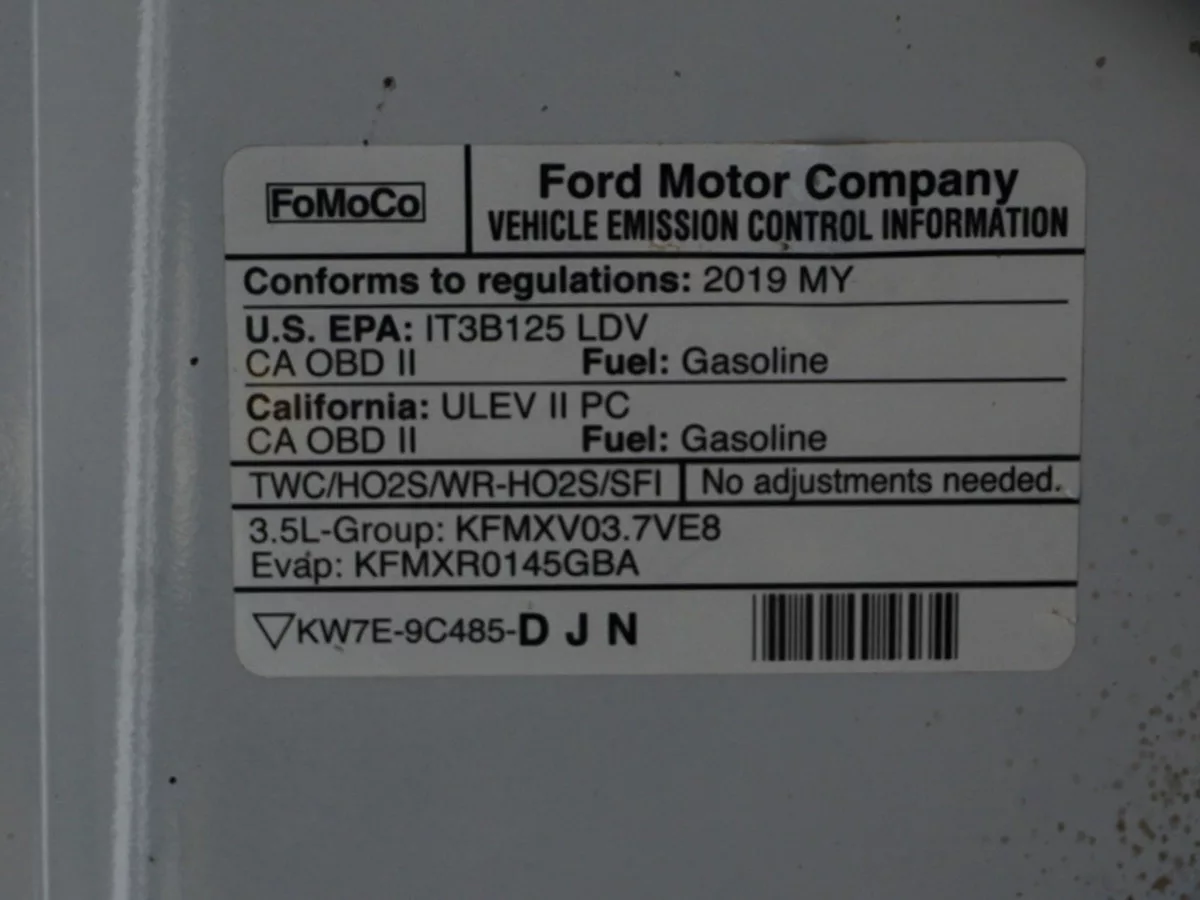 FoMoCo
Ford Motor Company
VEHICLE EMISSION CONTROL INFORMATION
Conforms to regulations: 2019 MY
U.S. EPA: IT3B125 LDV
CA OBD II Fuel: Gasoline
California: ULEV II PC
CA OBD II Fuel: Gasoline
TWC/HO2S/WR-HO2S/SFI No adjustments needed.
3.5L-Group: KFMXV03.7VE8
Evap: KFMXR0145GBA
▽KW7E-9C485-D J N